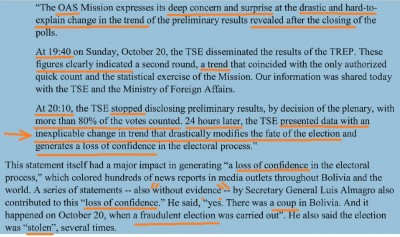 "The OAS Mission expresses its deep concern and surprise at the drastic and hard-to-
explain change in the trend of the preliminary results revealed after the closing of the
polls.
At 19:40 on Sunday, October 20, the TSE disseminated the results of the TREP. These
figures clearly indicated a second round, a trend that coincided with the only authorized
quick count and the statistical exercise of the Mission. Our information was shared today
with the TSE and the Ministry of Foreign Affairs.
At 20:10, the TSE stopped disclosing preliminary results, by decision of the plenary, with
more than 80% of the votes counted. 24 hours later, the TSE presented data with an
inexplicable change in trend that drastically modifies the fate of the election and
generates a loss of confidence in the electoral process."
This statement itself had a major impact in generating "a loss of confidence in the electoral
process," which colored hundreds of news reports in media outlets throughout Bolivia and the
world. A series of statements -- also without evidence -- by Secretary General Luis Almagro also
contributed to this "loss of confidence." He said, "yes. There was a coup in Bolivia. And it
happened on October 20, when a fraudulent election was carried out". He also said the election
was "stolen", several times.